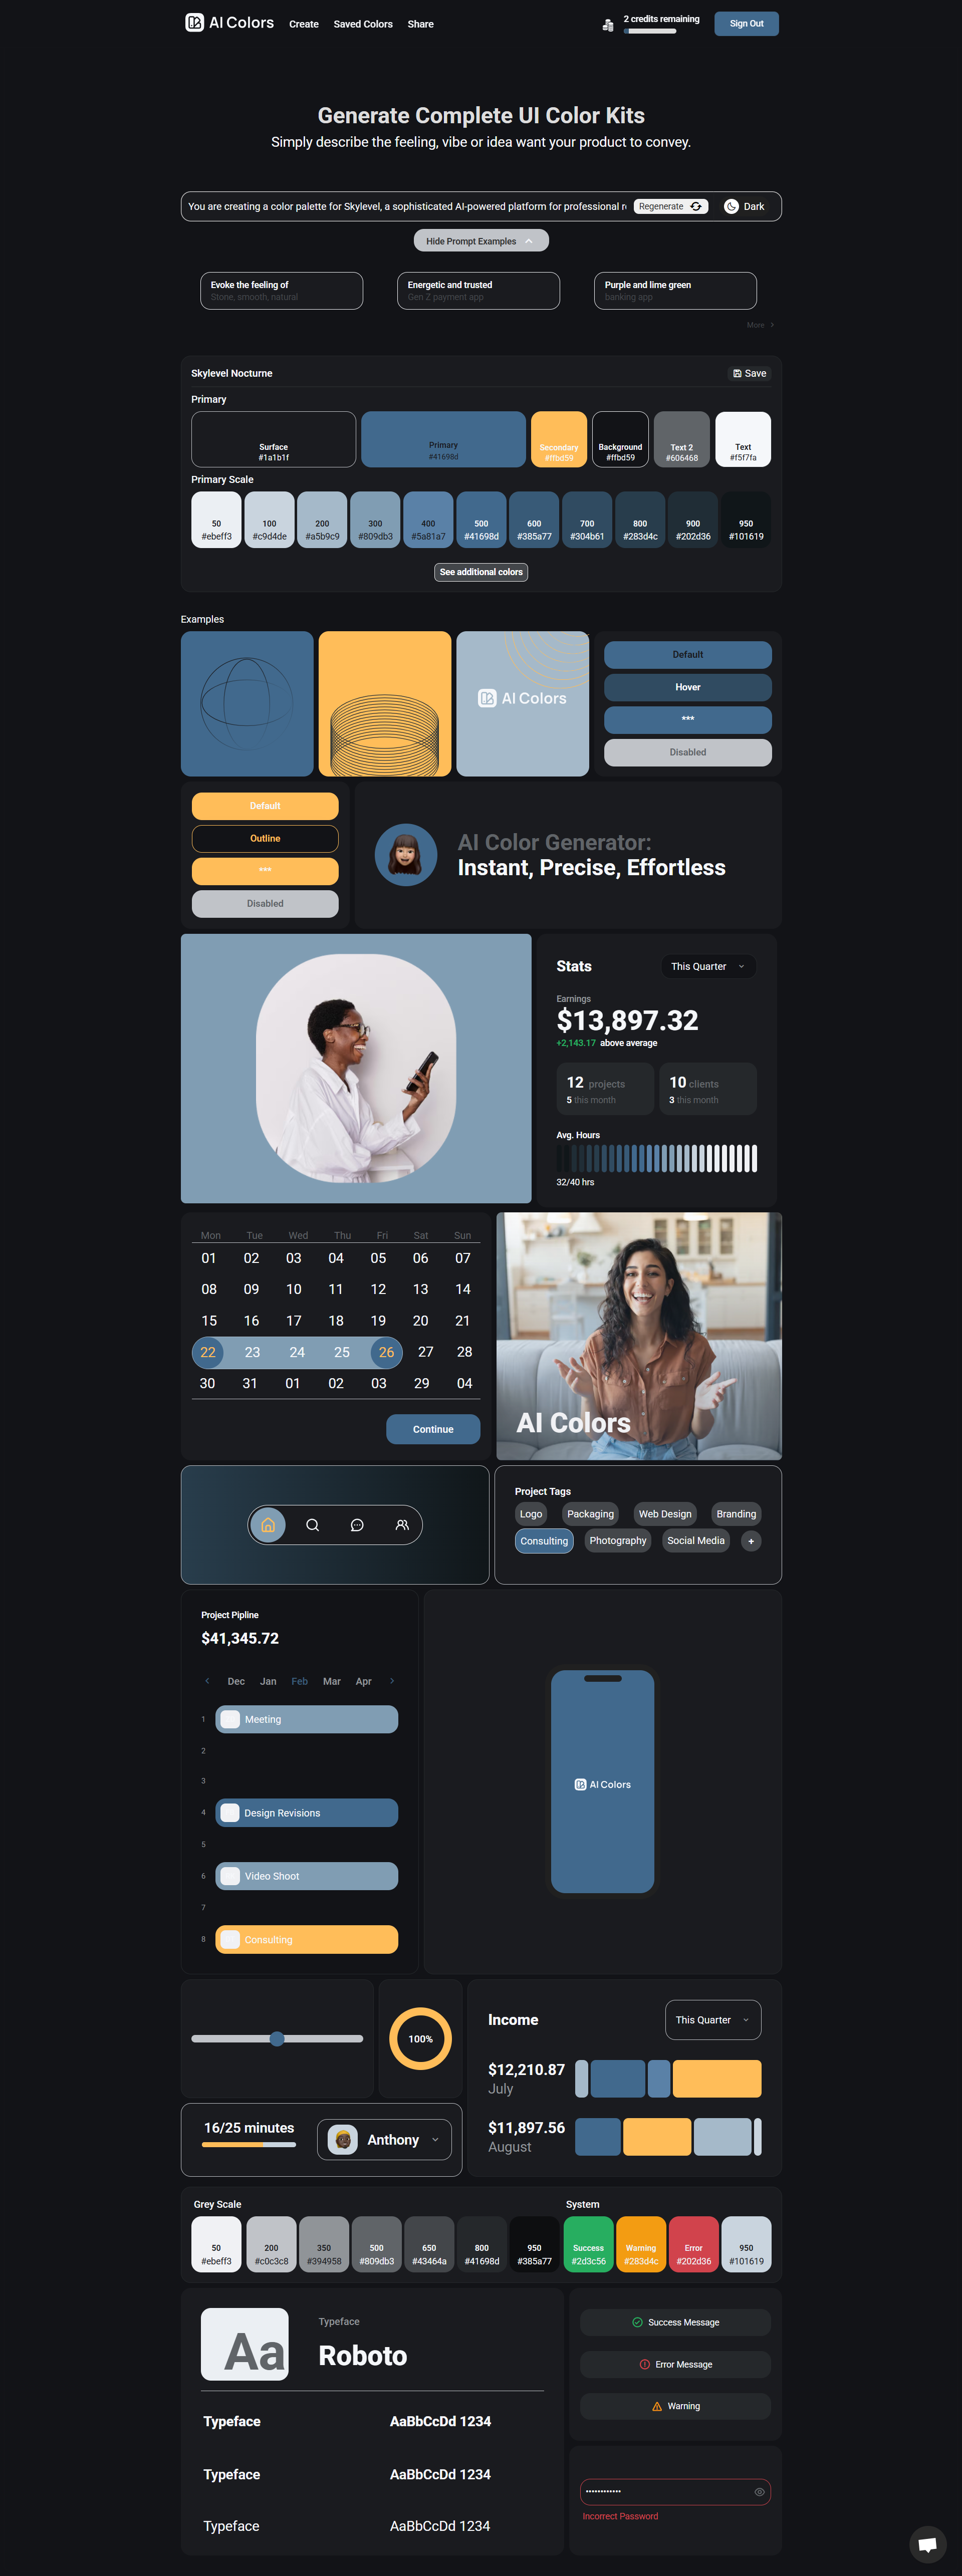 AI Colors
Create
Saved Colors
Share
2 credits remaining
Sign Out
Generate Complete UI Color Kits
Simply describe the feeling, vibe or idea want your product to convey.
You are creating a color palette for Skylevel, a sophisticated AI-powered platform for professional r
Regenerate
Dark
Hide Prompt Examples
Evoke the feeling of
Stone, smooth, natural
Energetic and trusted
Gen Z payment app
Purple and lime green
banking app
More
Skylevel Nocturne
Save
Primary
Surface
#1a1b1f
Primary
#41698d
Secondary
#ffbd59
Background
#ffbd59
Text 2
#606468
Text
#f5f7fa
Primary Scale
50
#ebeff3
100
#c9d4de
200
#a5b9c9
300
#809db3
400
#5a81a7
500
#41698d
600
#385a77
700
#304b61
800
#283d4c
900
#202d36
950
#101619
See additional colors
Examples
AI Colors
Default
Hover
***
Disabled
Default
Outline
***
Disabled
AI Color Generator:
Instant, Precise, Effortless
Stats
This Quarter
Earnings
$13,897.32
+2,143.17 above average
12 projects
5 this month
10 clients
3 this month
Avg. Hours
32/40 hrs
Mon Tue Wed Thu Fri Sat Sun
01 02 03 04 05 06 07
08 09 10 11 12 13 14
15 16 17 18 19 20 21
22 23 24 25 26 27 28
30 31 01 02 03 29 04
Continue
AI Colors
Project Tags
Logo
Packaging
Web Design
Branding
Consulting
Photography
Social Media
+
Project Pipline
$41,345.72
Dec Jan Feb Mar Apr
1
Meeting
2
3
4
Design Revisions
5
6
Video Shoot
7
8
Consulting
AI Colors
100%
Income
This Quarter
$12,210.87
July
$11,897.56
August
16/25 minutes
Anthony
Grey Scale
50
#ebeff3
200
#c0c3c8
350
#394958
500
#809db3
650
#43464a
800
#41698d
950
#385a77
System
Success
#2d3c56
Warning
#283d4c
Error
#202d36
950
#101619
Aa
Typeface
Roboto
Typeface AaBbCcDd 1234
Typeface AaBbCcDd 1234
Typeface AaBbCcDd 1234
Success Message
Error Message
Warning
Incorrect Password